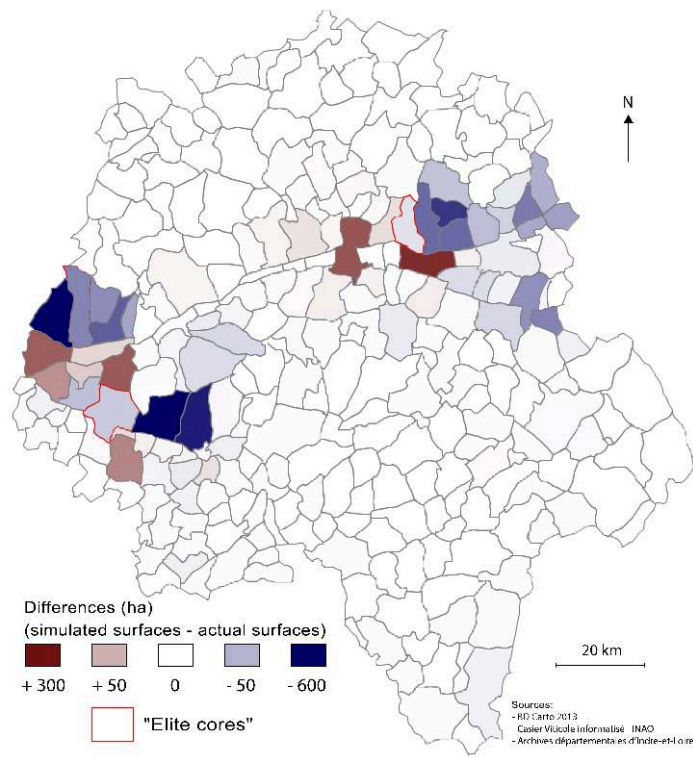 N
Differences (ha)
(simulated surfaces - actual surfaces)
+ 300 + 50 0 - 50 - 600
"Elite cores"
20 km
Sources:
- BD Carto 2013
Casier Viticole informatisé INAO
- Archives départementales d'Indre-et-Loire